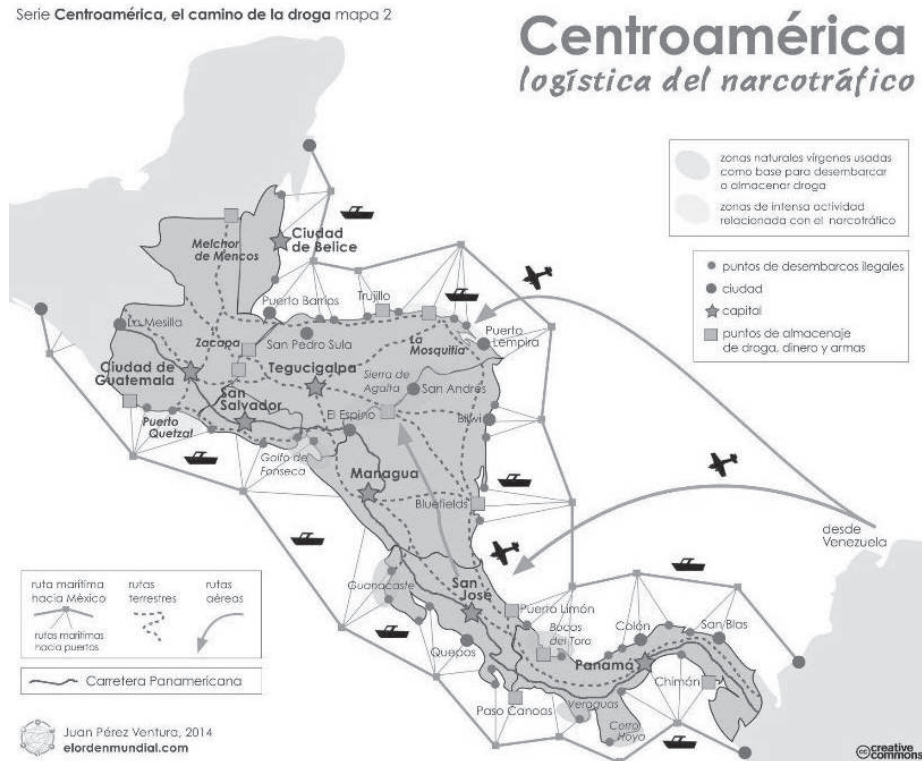 Serie Centroamérica, el camino de la droga mapa 2
Centroamérica
logística del narcotráfico
zonas naturales vírgenes usadas
como base para desembarcar
o almacenar droga
zonas de intensa actividad
relacionada con el narcotráfico
puntos de desembarcos ilegales
ciudad
capital
puntos de almacenaje
de droga, dinero y armas
Ciudad
de Belice
Melchor
de Mencos
Puerto Barrios
Trujillo
La Mesilla
Zacapa
San Pedro Sula
La
Mosquitia
Puerto
Lempira
Ciudad de
Guatemala
Tegucigalpa
Sierra de
Agalta
San Andrés
San
Salvador
El Espino
Bilwi
Puerto
Quetzal
Golfo de
Fonseca
Managua
Bluefields
desde
Venezuela
ruta marítima
hacia México
rutas
terrestres
rutas
aéreas
rutas marítimas
hacia puertos
Guanacaste
San
José
Puerto Limón
Bocas
del Toro
Colón
San Blas
Quepos
Panamá
Carretera Panamericana
Paso Canoas
Veraguas
Chimán
Cerro
Hoya
Juan Pérez Ventura, 2014
elordenmundial.com
cc creative
commons